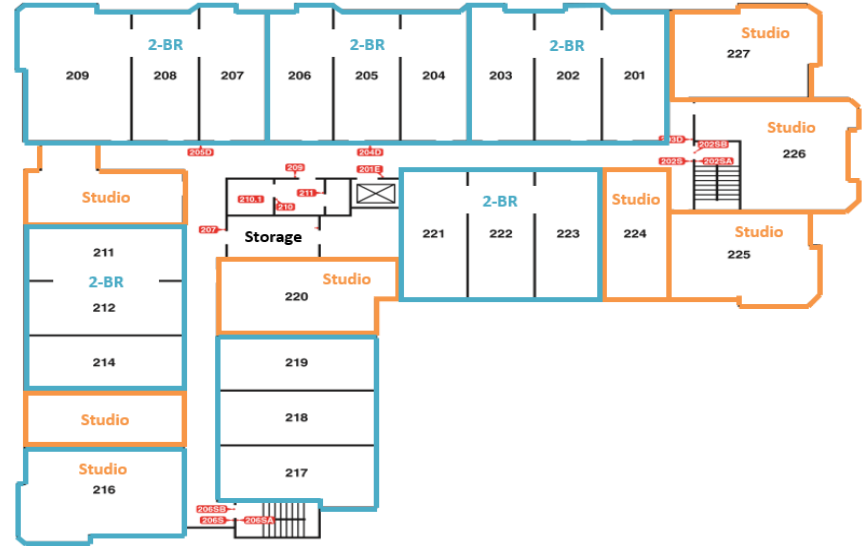 Studio
2-BR 2-BR 2-BR
227
209 208 207 206 205 204 203 202 201
Studio
226
203D
202SB
205D 204D
202S 202SA
209 201E
Studio
211
210.1
210
2-BR
Studio
207
Storage
221 222 223 224
Studio
225
211
2-BR
Studio
220
212
214
219
Studio
218
Studio
217
216
206SB
206S 206SA